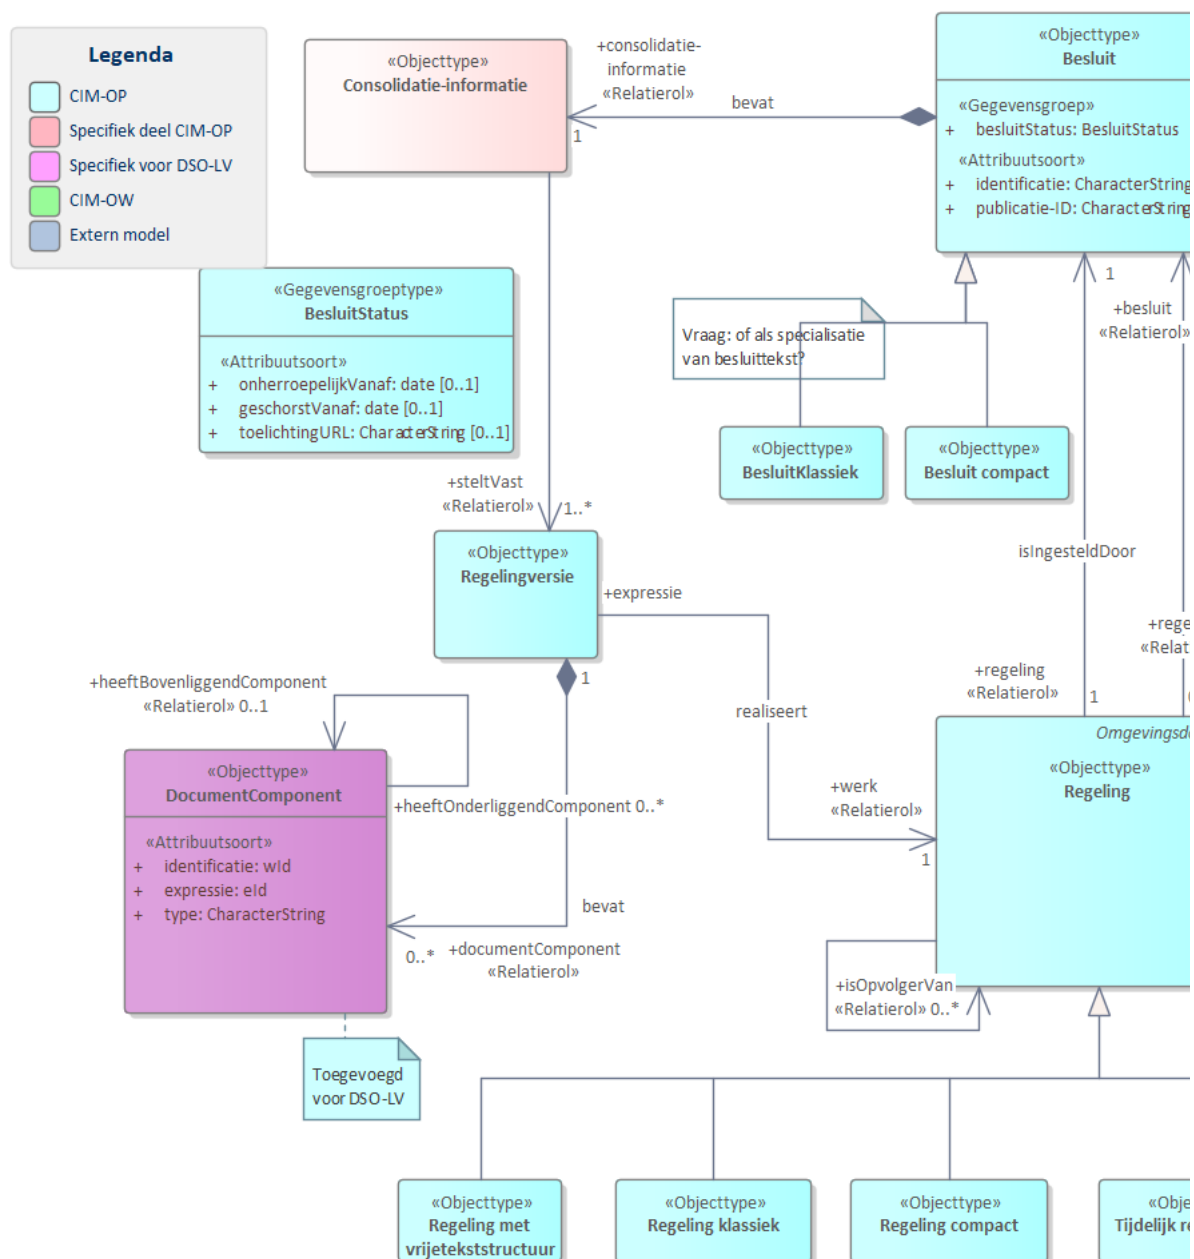 Legenda
CIM-OP
Specifiek deel CIM-OP
Specifiek voor DSO-LV
CIM-OW
Extern model
«Objecttype»
Consolidatie-informatie
+consolidatie-
informatie
«Relatierol»
bevat
1
«Objecttype»
Besluit
«Gegevensgroep»
+ besluitStatus: BesluitStatus
«Attribuutsoort»
+ identificatie: CharacterString
+ publicatie-ID: CharacterString
«Gegevensgroeptype»
BesluitStatus
«Attribuutsoort»
+ onherroepelijkVanaf: date [0..1]
+ geschorstVanaf: date [0..1]
+ toelichtingURL: CharacterString [0..1]
Vraag: of als specialisatie
van besluittekst?
1
+besluit
«Relatierol»
«Objecttype»
BesluitKlassiek
«Objecttype»
Besluit compact
+steltVast
«Relatierol»
1..*
«Objecttype»
Regelingversie
+expressie
isIngesteldDoor
1
+heeftBovenliggendComponent
«Relatierol» 0..1
realiseert
+regeling
«Relatierol»
1
«Objecttype»
DocumentComponent
«Attribuutsoort»
+ identificatie: wId
+ expressie: eId
+ type: CharacterString
+heeftOnderliggendComponent 0..*
bevat
0..*
+documentComponent
«Relatierol»
+werk
«Relatierol»
1
«Objecttype»
Regeling
+isOpvolgerVan
«Relatierol» 0..*
Toegevoegd
voor DSO-LV
«Objecttype»
Regeling met
vrijetekststructuur
«Objecttype»
Regeling klassiek
«Objecttype»
Regeling compact
Tijdelijk